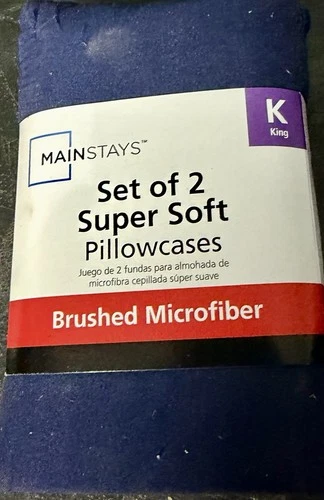 K
King
MAINSTAYS™
Set of 2
Super Soft
Pillowcases
Juego de 2 fundas para almohada de
microfibra cepillada súper suave
Brushed Microfiber